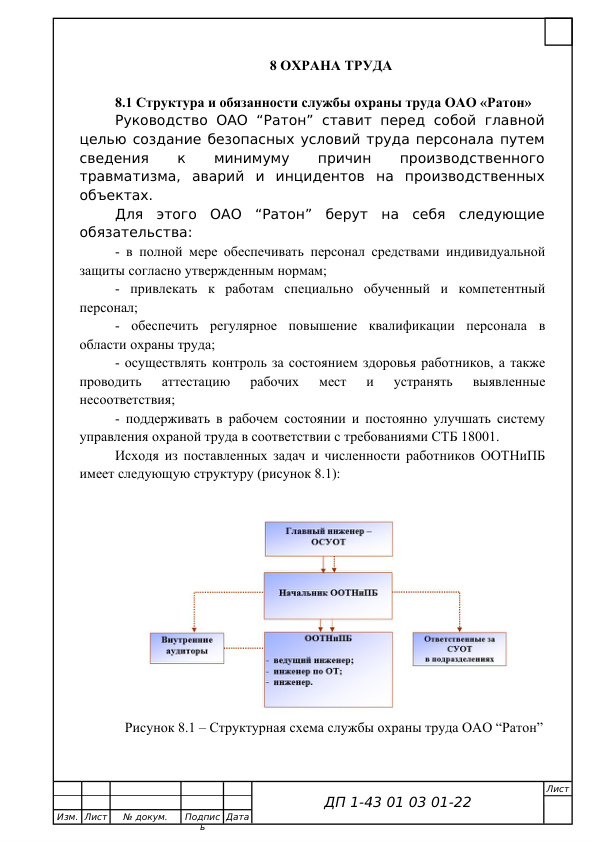 8 ОХРАНА ТРУДА
8.1 Структура и обязанности службы охраны труда ОАО «Ратон»
Руководство ОАО “Ратон” ставит перед собой главной
целью создание безопасных условий труда персонала путем
сведения к минимуму причин производственного
травматизма, аварий и инцидентов на производственных
объектах.
Для этого ОАО “Ратон” берут на себя следующие
обязательства:
- в полной мере обеспечивать персонал средствами индивидуальной
защиты согласно утвержденным нормам;
- привлекать к работам специально обученный и компетентный
персонал;
- обеспечить регулярное повышение квалификации персонала в
области охраны труда;
- осуществлять контроль за состоянием здоровья работников, а также
проводить аттестацию рабочих мест и устранять выявленные
несоответствия;
- поддерживать в рабочем состоянии и постоянно улучшать систему
управления охраной труда в соответствии с требованиями СТБ 18001.
Исходя из поставленных задач и численности работников ООТНиПБ
имеет следующую структуру (рисунок 8.1):
Главный инженер –
ОСУОТ
Начальник ООТНиПБ
Внутренние
аудиторы
ООТНиПБ
- ведущий инженер;
- инженер по ОТ;
- инженер.
Ответственные за
СУОТ
в подразделениях
Рисунок 8.1 – Структурная схема службы охраны труда ОАО “Ратон”
ДП 1-43 01 03 01-22
Лист
Изм. Лист № докум. Подпис
ь Дата